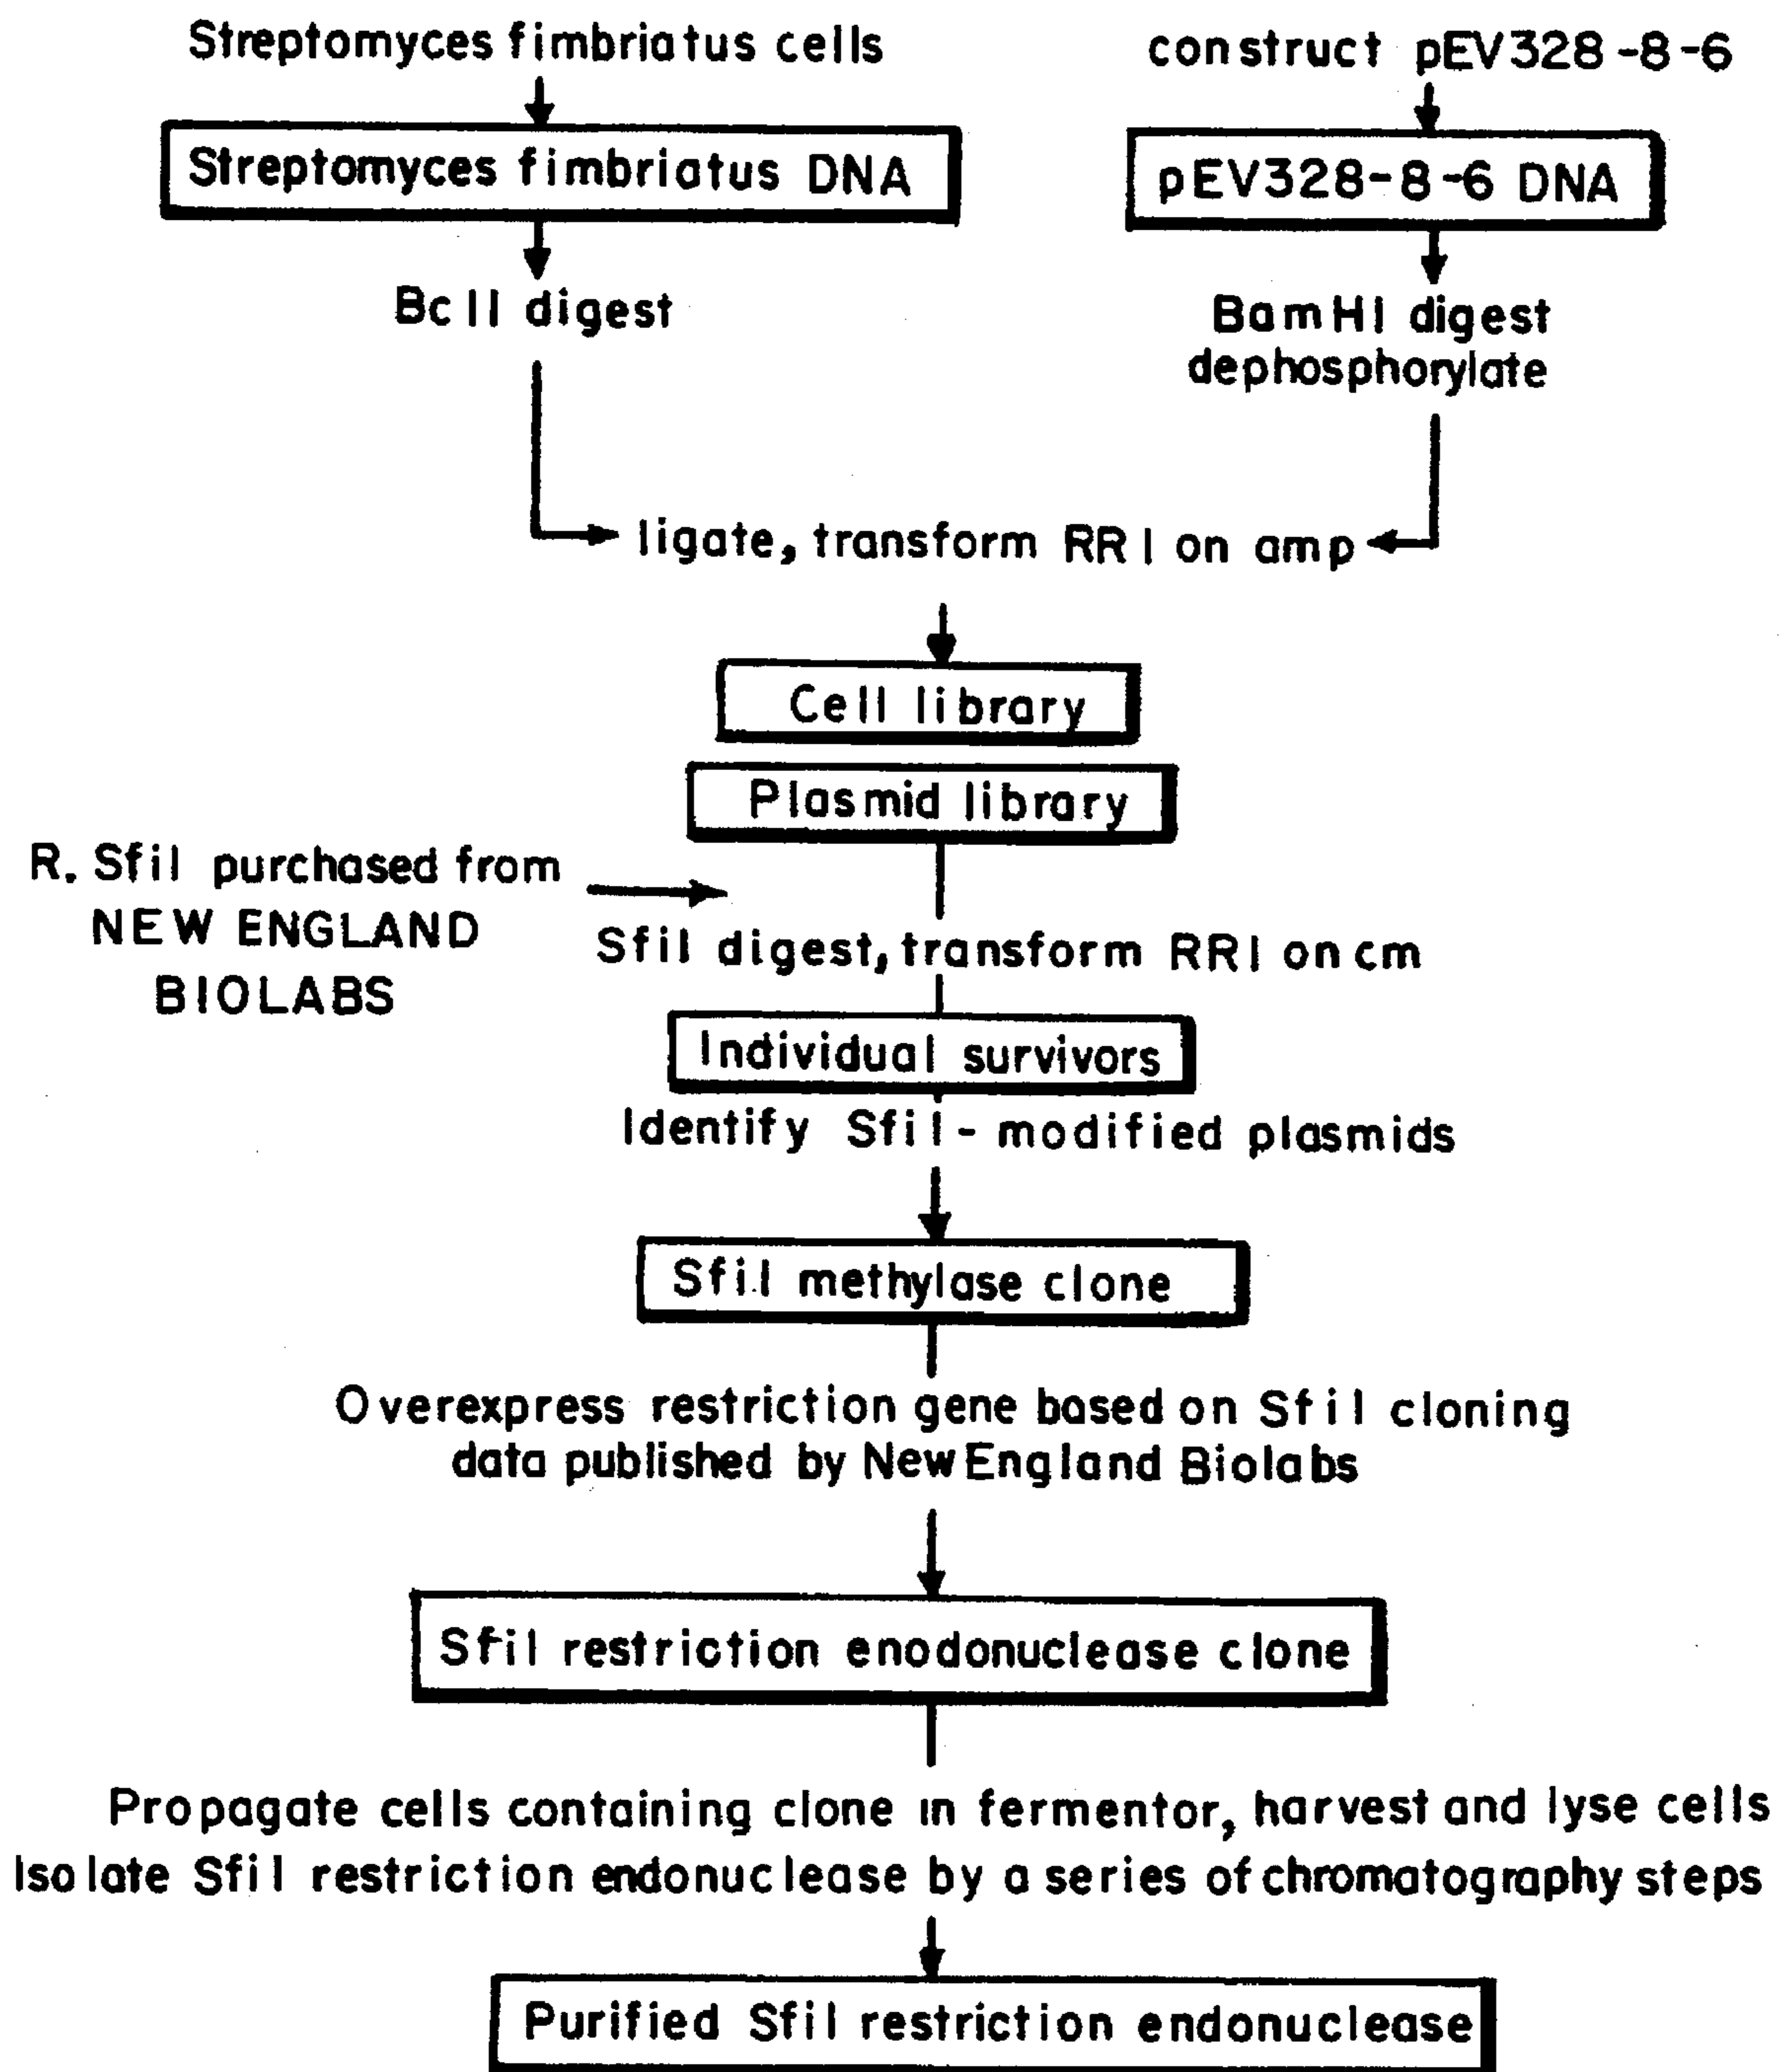 Streptomyces fimbriatus cells
construct pEV328-8-6
Streptomyces fimbriatus DNA
pEV328-8-6 DNA
BclI digest
BamHI digest
dephosphorylate
ligate, transform RRI on amp
Cell library
Plasmid library
R. SfiI purchased from
NEW ENGLAND
BIOLABS
SfiI digest, transform RRI on cm
Individual survivors
Identify SfiI-modified plasmids
SfiI methylase clone
Overexpress restriction gene based on SfiI cloning
data published by New England Biolabs
SfiI restriction enodonuclease clone
Propagate cells containing clone in fermentor, harvest and lyse cells
Isolate SfiI restriction endonuclease by a series of chromatography steps
Purified SfiI restriction endonuclease